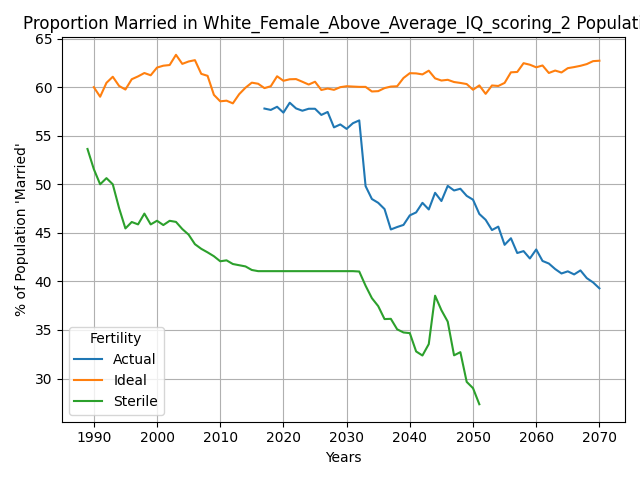 Proportion Married in White_Female_Above_Average_IQ_scoring_2 Populati
% of Population 'Married'
65
60
55
50
45
40
35
30
Fertility
Actual
Ideal
Sterile
1990 2000 2010 2020 2030 2040 2050 2060 2070
Years